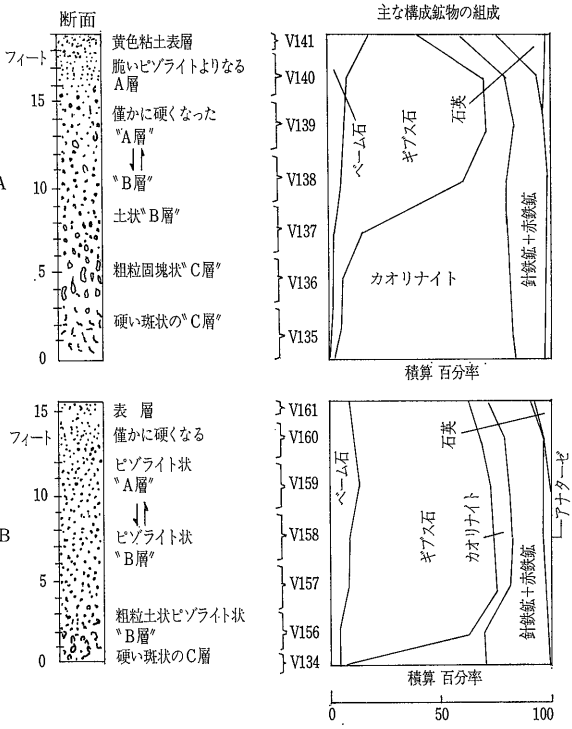 断面
主な構成鉱物の組成
フィート
15
10
5
0
A
黄色粘土表層
脆いピゾライトよりなる
A層
僅かに硬くなった
"A層"
"B層"
土状"B層"
粗粒固塊状"C層"
硬い斑状の"C層"
V141
V140
V139
V138
V137
V136
V135
ベーム石
ギブス石
石英
カオリナイト
針鉄鉱+赤鉄鉱
積算 百分率
フィート
15
10
5
0
B
表 層
僅かに硬くなる
ピゾライト状
"A層"
ピゾライト状
"B層"
粗粒土状ピゾライト状
"B層"
硬い斑状のC層
V161
V160
V159
V158
V157
V156
V134
ベーム石
ギブス石
カオリナイト
石英
針鉄鉱+赤鉄鉱
アナターゼ
積算 百分率
0 50 100